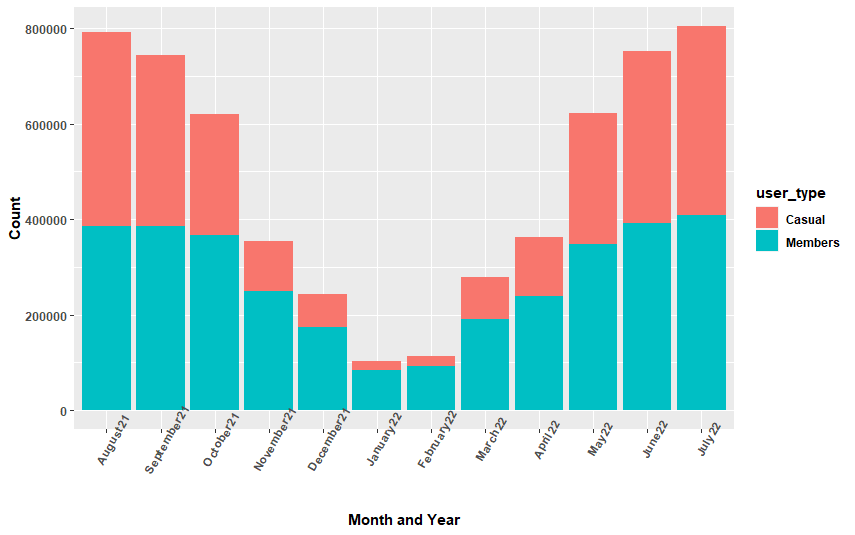 800000
600000
400000
200000
0
Count
August21
September21
October21
November21
December21
January22
February22
March22
April22
May22
June22
July22
Month and Year
user_type
Casual
Members